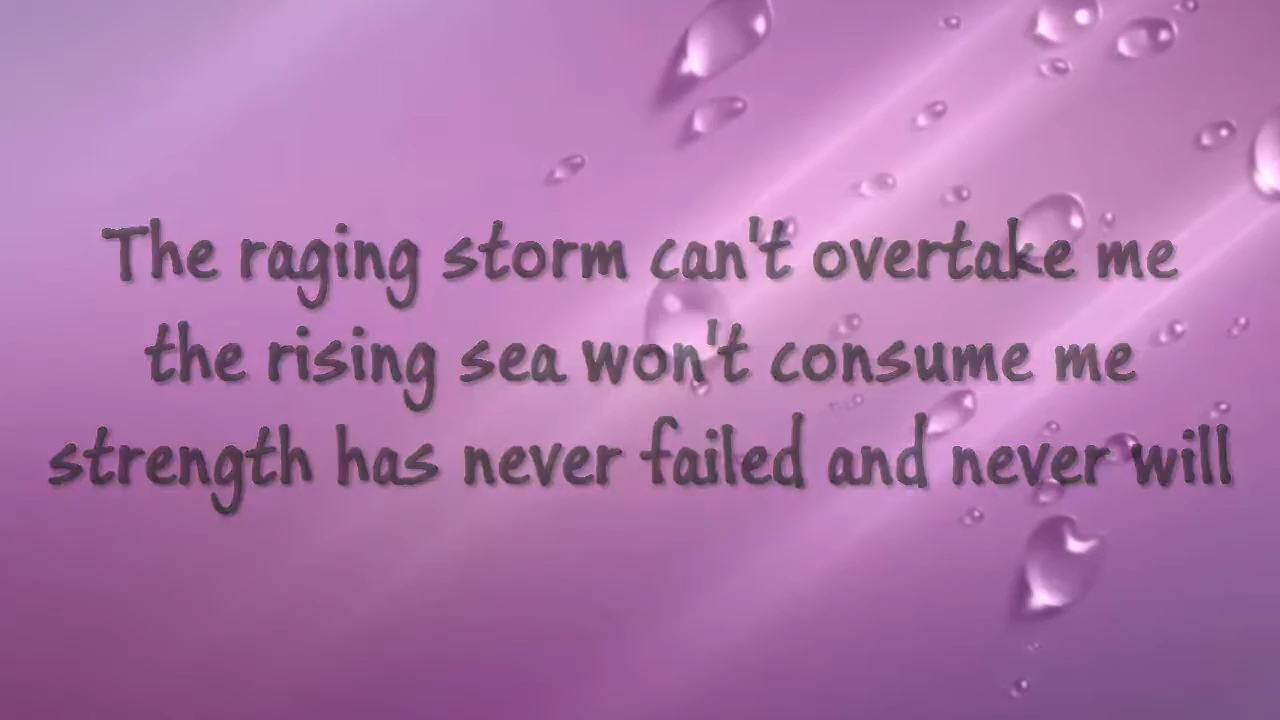 The raging storm can't overtake me
the rising sea won't consume me
strength has never failed and never will